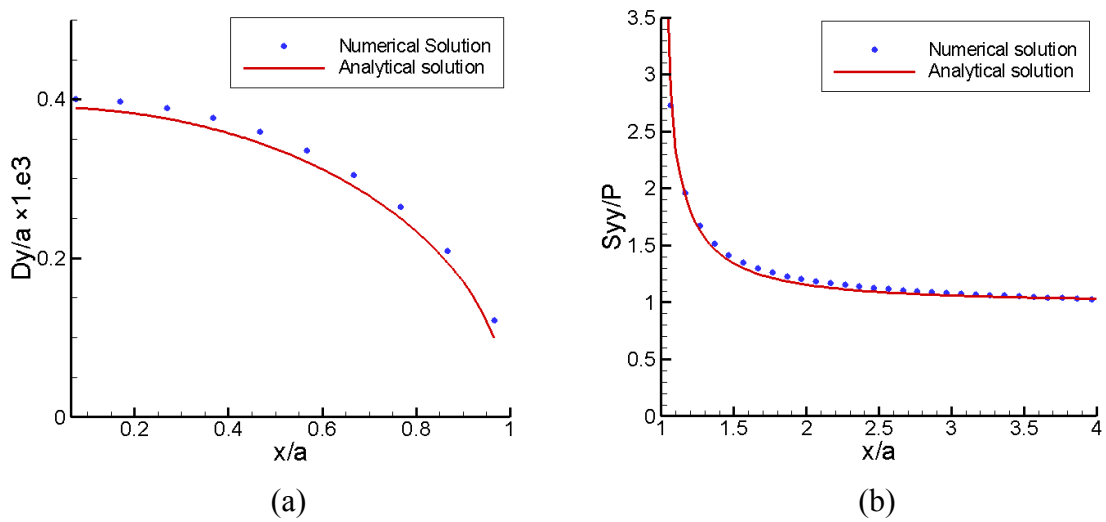 Numerical Solution
Analytical solution
Dy/a ×1.e3
0.4
0.2
0
0.2
0.4
0.6
0.8
1
x/a
(a)
Numerical solution
Analytical solution
Syy/P
3.5
3
2.5
2
1.5
1
0.5
0
1
1.5
2
2.5
3
3.5
4
x/a
(b)